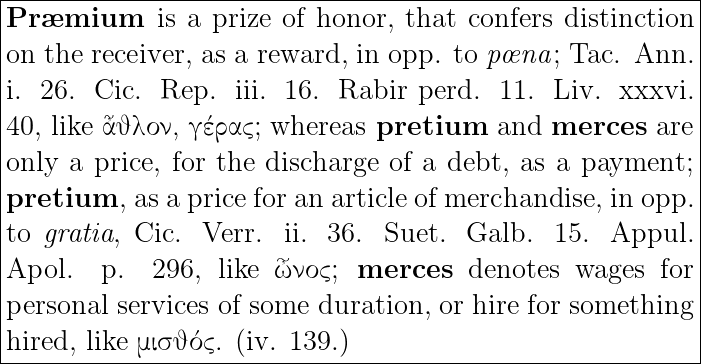 Præmium is a prize of honor, that confers distinction
on the receiver, as a reward, in opp. to pœna; Tac. Ann.
i. 26. Cic. Rep. iii. 16. Rabir perd. 11. Liv. xxxvi.
40, like ἆϑλον, γέρας; whereas pretium and merces are
only a price, for the discharge of a debt, as a payment;
pretium, as a price for an article of merchandise, in opp.
to gratia, Cic. Verr. ii. 36. Suet. Galb. 15. Appul.
Apol. p. 296, like ὦνος; merces denotes wages for
personal services of some duration, or hire for something
hired, like μισϑός. (iv. 139.)